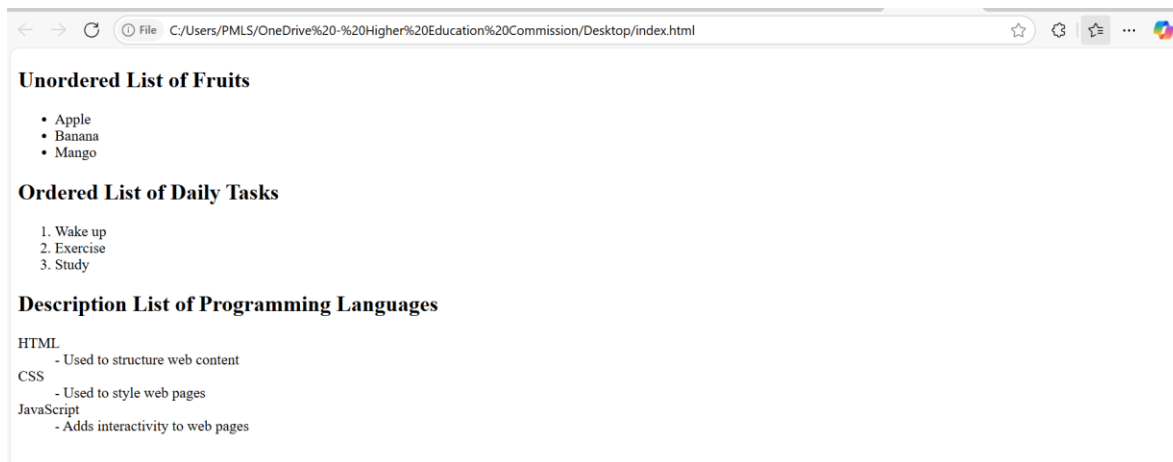 File C:/Users/PMLS/OneDrive%20-%20Higher%20Education%20Commission/Desktop/index.html
Unordered List of Fruits
• Apple
• Banana
• Mango
Ordered List of Daily Tasks
1. Wake up
2. Exercise
3. Study
Description List of Programming Languages
HTML
- Used to structure web content
CSS
- Used to style web pages
JavaScript
- Adds interactivity to web pages